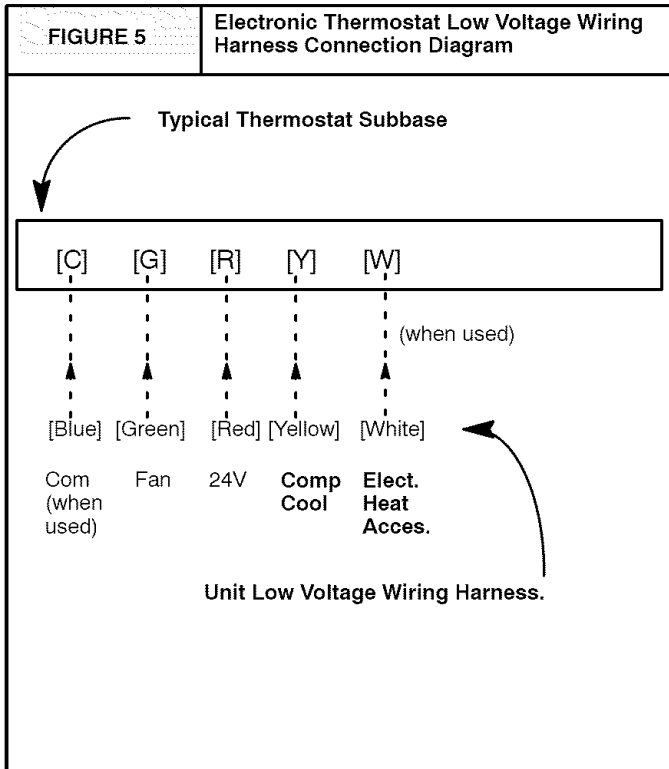 FIGURE 5
Electronic Thermostat Low Voltage Wiring
Harness Connection Diagram
Typical Thermostat Subbase
[C] [G] [R] [Y] [W]
(when used)
[Blue] [Green] [Red] [Yellow] [White]
Com (when used)
Fan
24V
Comp Cool
Elect. Heat Acces.
Unit Low Voltage Wiring Harness.